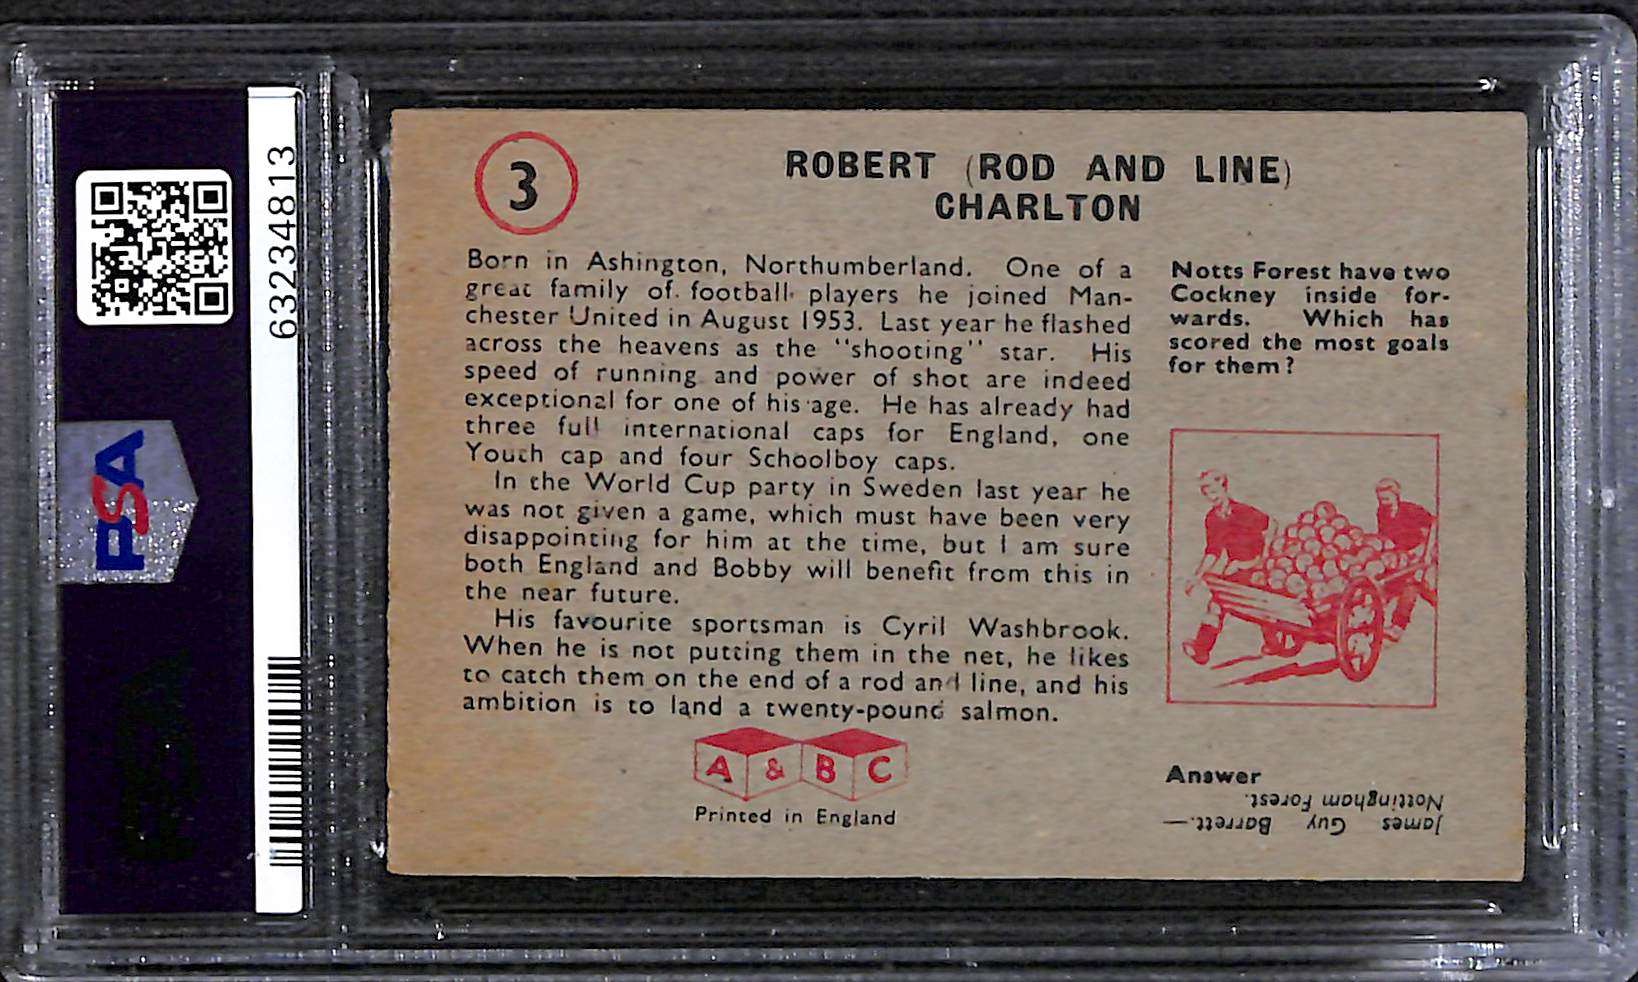 63234813
PSA
3
ROBERT (ROD AND LINE)
CHARLTON
Born in Ashington, Northumberland. One of a
great family of football players he joined Man-
chester United in August 1953. Last year he flashed
across the heavens as the "shooting" star. His
speed of running and power of shot are indeed
exceptional for one of his age. He has already had
three full international caps for England, one
Youth cap and four Schoolboy caps.
In the World Cup party in Sweden last year he
was not given a game, which must have been very
disappointing for him at the time, but I am sure
both England and Bobby will benefit from this in
the near future.
His favourite sportsman is Cyril Washbrook.
When he is not putting them in the net, he likes
to catch them on the end of a rod and line, and his
ambition is to land a twenty-pound salmon.
A & B C
Printed in England
Notts Forest have two
Cockney inside for-
wards. Which has
scored the most goals
for them?
Answer
James Guy Barrett.—
Nottingham Forest.